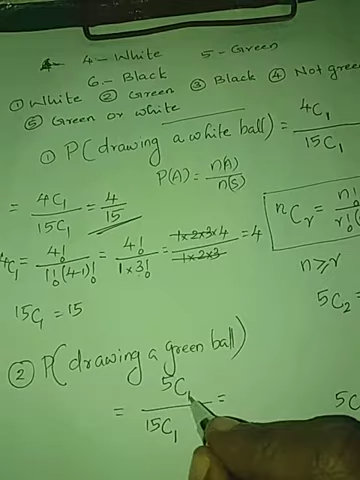 4 - White 5 - Green
6 - Black
① White ② Green ③ Black ④ Not green
⑤ Green or white
① P(drawing a white ball) = 4C₁ / 15C₁
P(A) = n(A) / n(S)
= 4C₁ / 15C₁ = 4 / 15
nCr = n! / r!(
4C₁ = 4! / 1!(4-1)! = 4! / 1×3! = 1×2×3×4 / 1×2×3 = 4
n ≥ r
15C₁ = 15
5C₂ =
② P(drawing a green ball)
= 5C₁ / 15C₁ =
5C